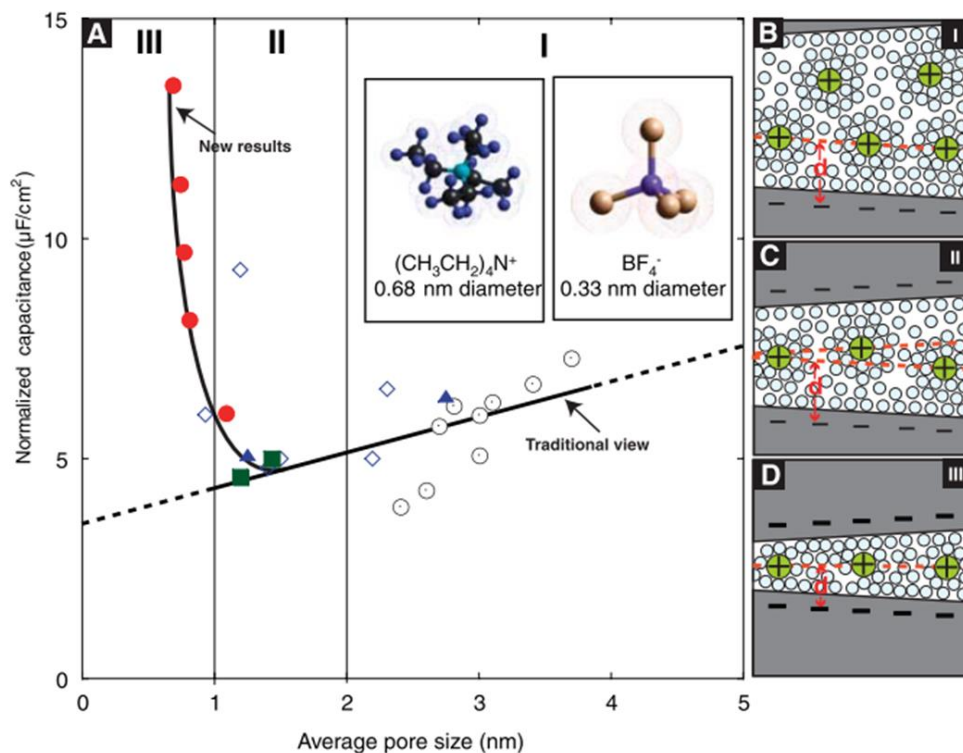 15
A
III
II
I
New results
(CH₃CH₂)₄N⁺
0.68 nm diameter
BF₄⁻
0.33 nm diameter
Traditional view
10
5
0
0
1
2
3
4
5
Normalized capacitance (µF/cm²)
Average pore size (nm)
B
I
d
C
II
d
D
III
d